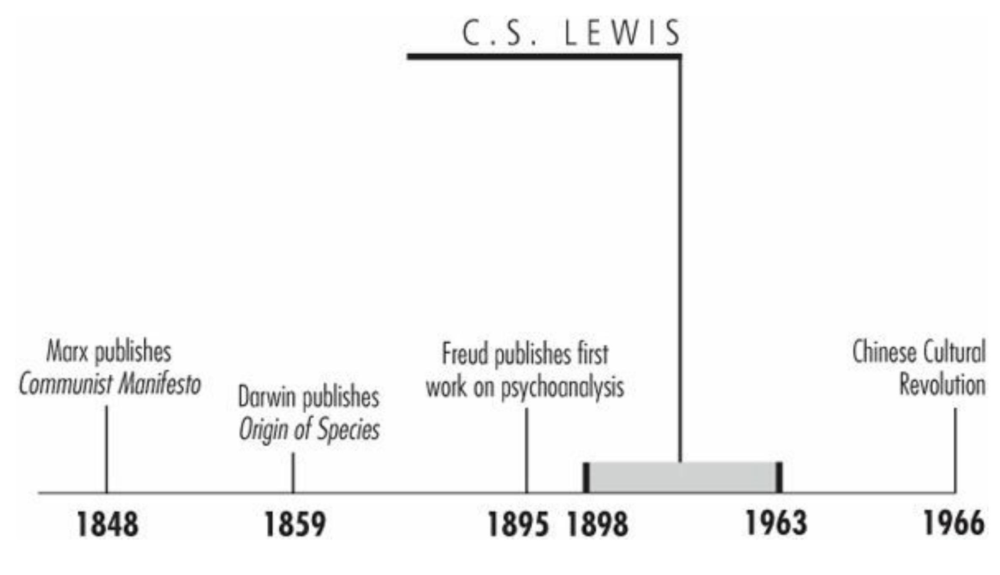 C.S. LEWIS
Marx publishes
Communist Manifesto
Darwin publishes
Origin of Species
Freud publishes first
work on psychoanalysis
Chinese Cultural
Revolution
1848
1859
1895
1898
1963
1966